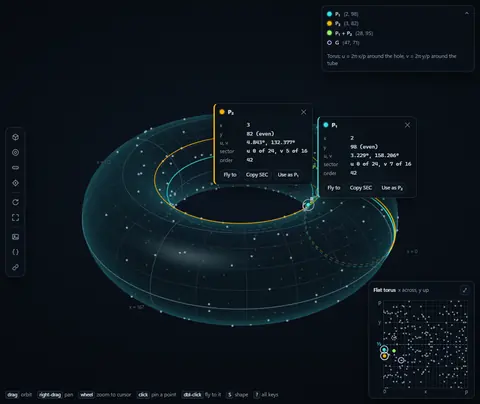 P₁ (2, 98)
P₂ (3, 82)
P₁ + P₂ (28, 95)
G (47, 71)
Torus: u = 2π x/p around the hole, v = 2π y/p around the
tube
P₂
x 3
y 82 (even)
u, v 4.843°, 132.377°
sector u 0 of 24, v 5 of 16
order 42
Fly to Copy SEC Use as P₁
P₁
x 2
y 98 (even)
u, v 3.229°, 158.206°
sector u 0 of 24, v 7 of 16
order 42
Fly to Copy SEC Use as P₂
Flat torus x across, y up
p
y
0 x p
drag orbit right-drag pan wheel zoom to cursor click pin a point dbl-click fly to it S shape ? all keys